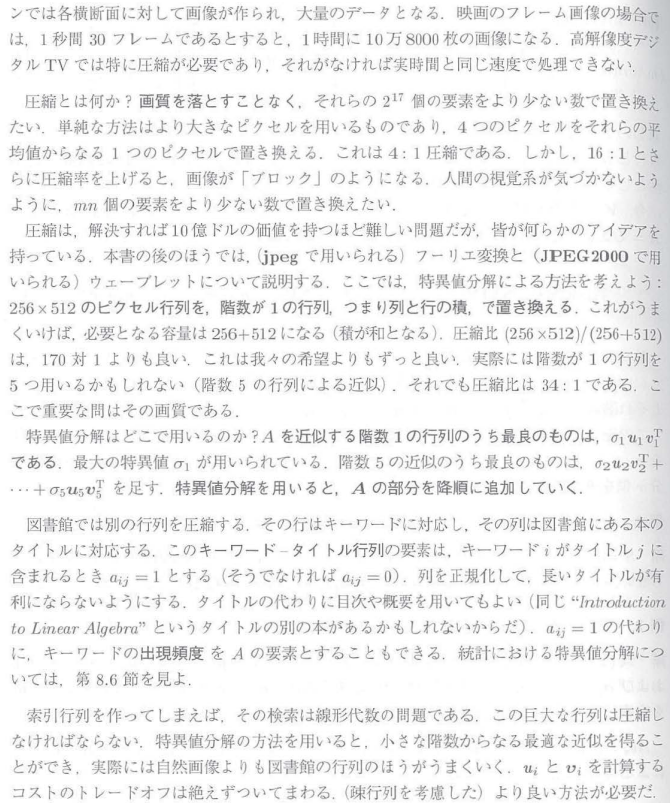 ンでは各横断面に対して画像が作られ，大量のデータとなる．映画のフレーム画像の場合で
は，1秒間 30 フレームであるとすると，1時間に 10万 8000枚の画像になる．高解像度デジ
タル TV では特に圧縮が必要であり，それがなければ実時間と同じ速度で処理できない．
圧縮とは何か？画質を落とすことなく，それらの 2¹⁷ 個の要素をより少ない数で置き換え
たい．単純な方法はより大きなピクセルを用いるものであり，4 つのピクセルをそれらの平
均値からなる 1 つのピクセルで置き換える．これは 4：1 圧縮である．しかし，16：1 とさ
らに圧縮率を上げると，画像が「ブロック」のようになる．人間の視覚系が気づかないよう
ように，mn 個の要素をより少ない数で置き換えたい．
圧縮は，解決すれば10億ドルの価値を持つほど難しい問題だが，皆が何らかのアイデアを
持っている．本書の後のほうでは，(jpeg で用いられる）フーリエ変換と（JPEG2000 で用
いられる）ウェーブレットについて説明する．ここでは，特異値分解による方法を考えよう：
256×512 のピクセル行列を，階数が 1 の行列，つまり列と行の積，で置き換える．これがうま
くいけば，必要となる容量は 256+512 になる（積が和となる）．圧縮比 (256×512)/(256+512)
は，170 対 1 よりも良い．これは我々の希望よりもずっと良い．実際には階数が 1 の行列を
5 つ用いるかもしれない（階数 5 の行列による近似）．それでも圧縮比は 34：1 である．こ
こで重要な問はその画質である．
特異値分解はどこで用いるのか？A を近似する階数 1 の行列のうち最良のものは，σ₁u₁v₁ᵀ
である．最大の特異値 σ₁ が用いられている．階数 5 の近似のうち最良のものは，σ₂u₂v₂ᵀ+
⋯+σ₅u₅v₅ᵀ を足す．特異値分解を用いると，A の部分を降順に追加していく．
図書館では別の行列を圧縮する．その行はキーワードに対応し，その列は図書館にある本の
タイトルに対応する．このキーワード－タイトル行列の要素は，キーワード i がタイトル j に
含まれるとき aᵢⱼ=1 とする（そうでなければ aᵢⱼ=0）．列を正規化して，長いタイトルが有
利にならないようにする．タイトルの代わりに目次や概要を用いてもよい（同じ “Introduction
to Linear Algebra” というタイトルの別の本があるかもしれないからだ）．aᵢⱼ=1 の代わり
に，キーワードの出現頻度を A の要素とすることもできる．統計における特異値分解につ
いては，第 8.6 節を見よ．
索引行列を作ってしまえば，その検索は線形代数の問題である．この巨大な行列は圧縮し
なければならない．特異値分解の方法を用いると，小さな階数からなる最適な近似を得るこ
とができ，実際には自然画像よりも図書館の行列のほうがうまくいく．uᵢ と vᵢ を計算する
コストのトレードオフは絶えずついてまわる．(疎行列を考慮した）より良い方法が必要だ．